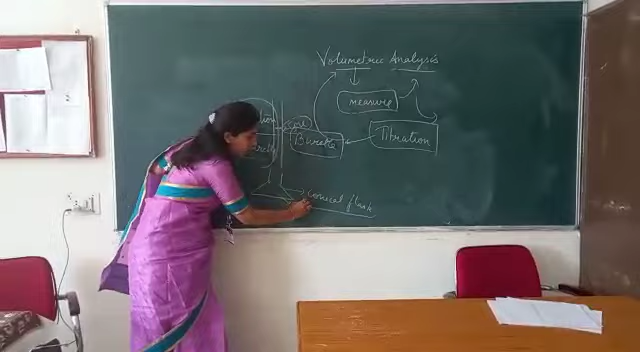 Volumetric Analysis
measure
Titration
Burette
conical flask